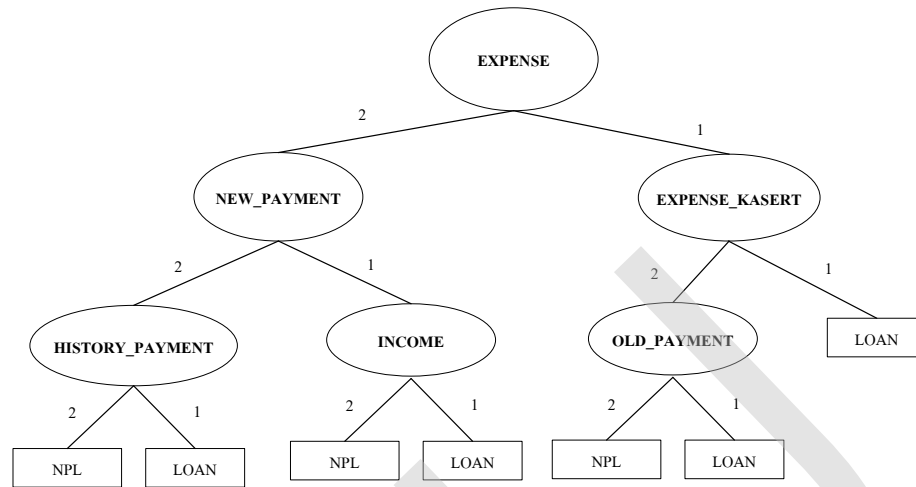 EXPENSE
2
1
NEW_PAYMENT
EXPENSE_KASERT
2
1
2
1
HISTORY_PAYMENT
INCOME
OLD_PAYMENT
LOAN
2
1
2
1
2
1
NPL
LOAN
NPL
LOAN
NPL
LOAN